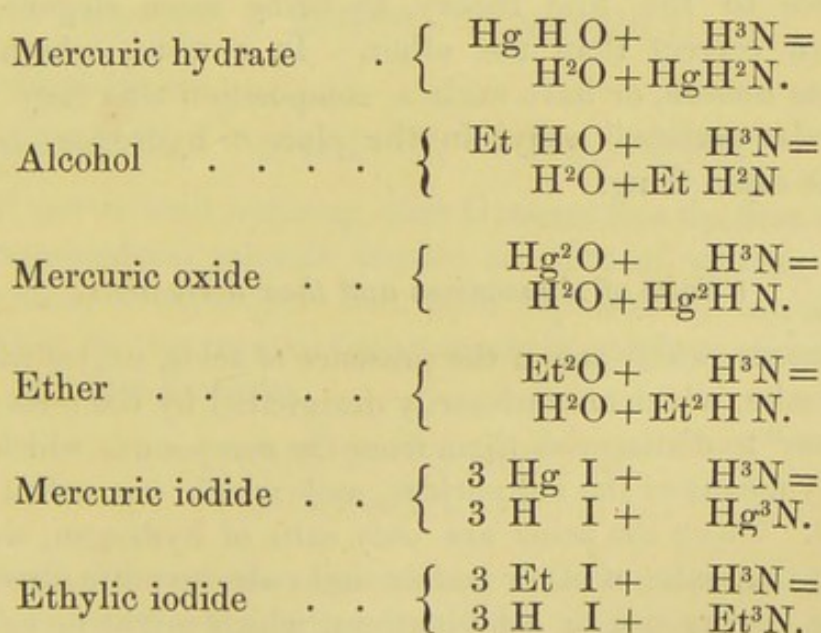 Mercuric hydrate . { Hg H O + H³N =
H²O + HgH²N.
Alcohol . . . . { Et H O + H³N =
H²O + Et H²N
Mercuric oxide . . { Hg²O + H³N =
H²O + Hg²H N.
Ether . . . . . . { Et²O + H³N =
H²O + Et²H N.
Mercuric iodide . . { 3 Hg I + H³N =
3 H I + Hg³N.
Ethylic iodide . . { 3 Et I + H³N =
3 H I + Et³N.